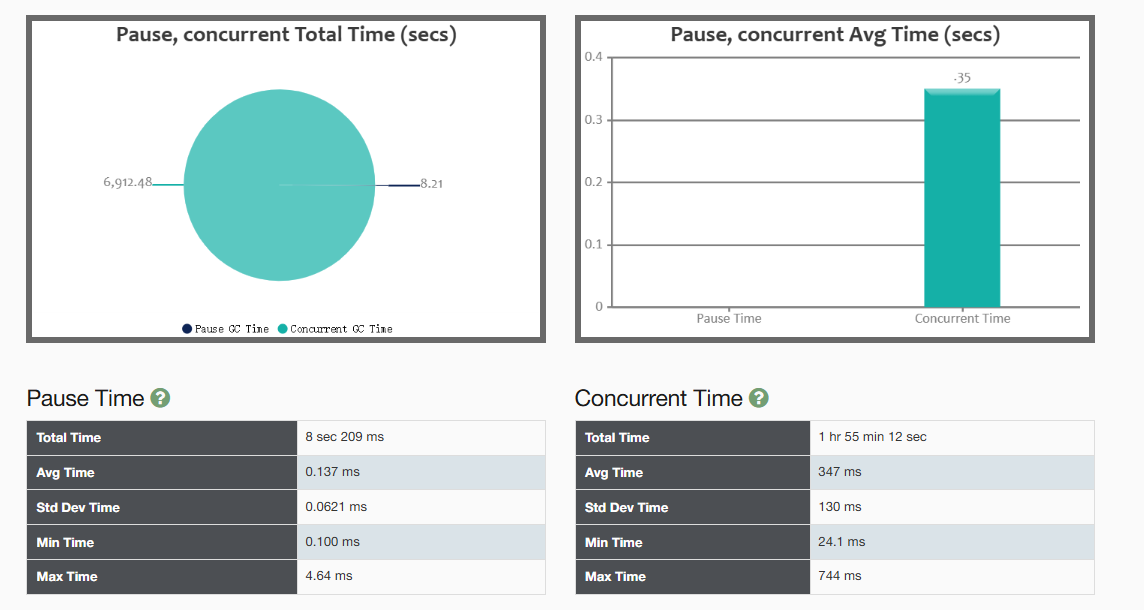 Pause, concurrent Total Time (secs)
6,912.48
8.21
Pause GC Time Concurrent GC Time
Pause, concurrent Avg Time (secs)
0.4
.35
0.3
0.2
0.1
0
Pause Time Concurrent Time
Pause Time ?
Total Time 8 sec 209 ms
Avg Time 0.137 ms
Std Dev Time 0.0621 ms
Min Time 0.100 ms
Max Time 4.64 ms
Concurrent Time ?
Total Time 1 hr 55 min 12 sec
Avg Time 347 ms
Std Dev Time 130 ms
Min Time 24.1 ms
Max Time 744 ms